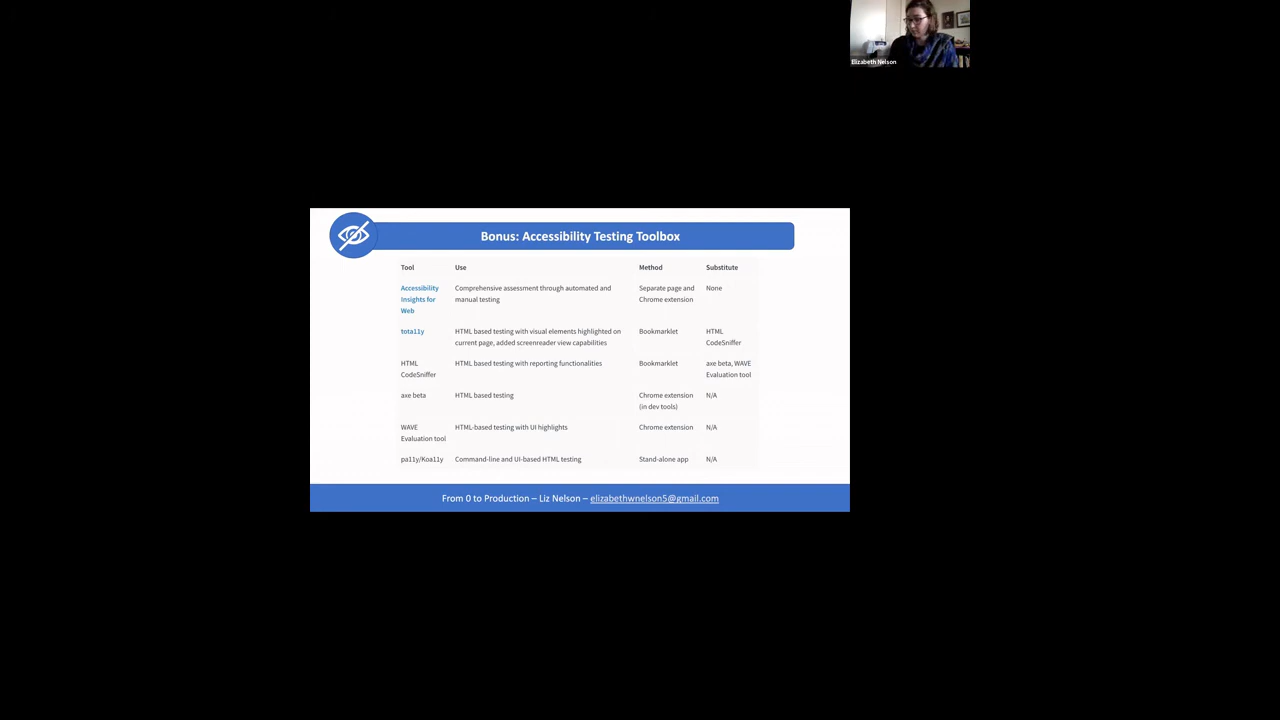 Elizabeth Nelson
Bonus: Accessibility Testing Toolbox
Tool Use Method Substitute
Accessibility Comprehensive assessment through automated and Separate page and None
Insights for manual testing Chrome extension
Web
tota11y HTML based testing with visual elements highlighted on Bookmarklet HTML
current page, added screenreader view capabilities CodeSniffer
HTML HTML based testing with reporting functionalities Bookmarklet axe beta, WAVE
CodeSniffer Evaluation tool
axe beta HTML based testing Chrome extension N/A
(in dev tools)
WAVE HTML-based testing with UI highlights Chrome extension N/A
Evaluation tool
pa11y/Koa11y Command-line and UI-based HTML testing Stand-alone app N/A
From 0 to Production – Liz Nelson – elizabethwnelson5@gmail.com